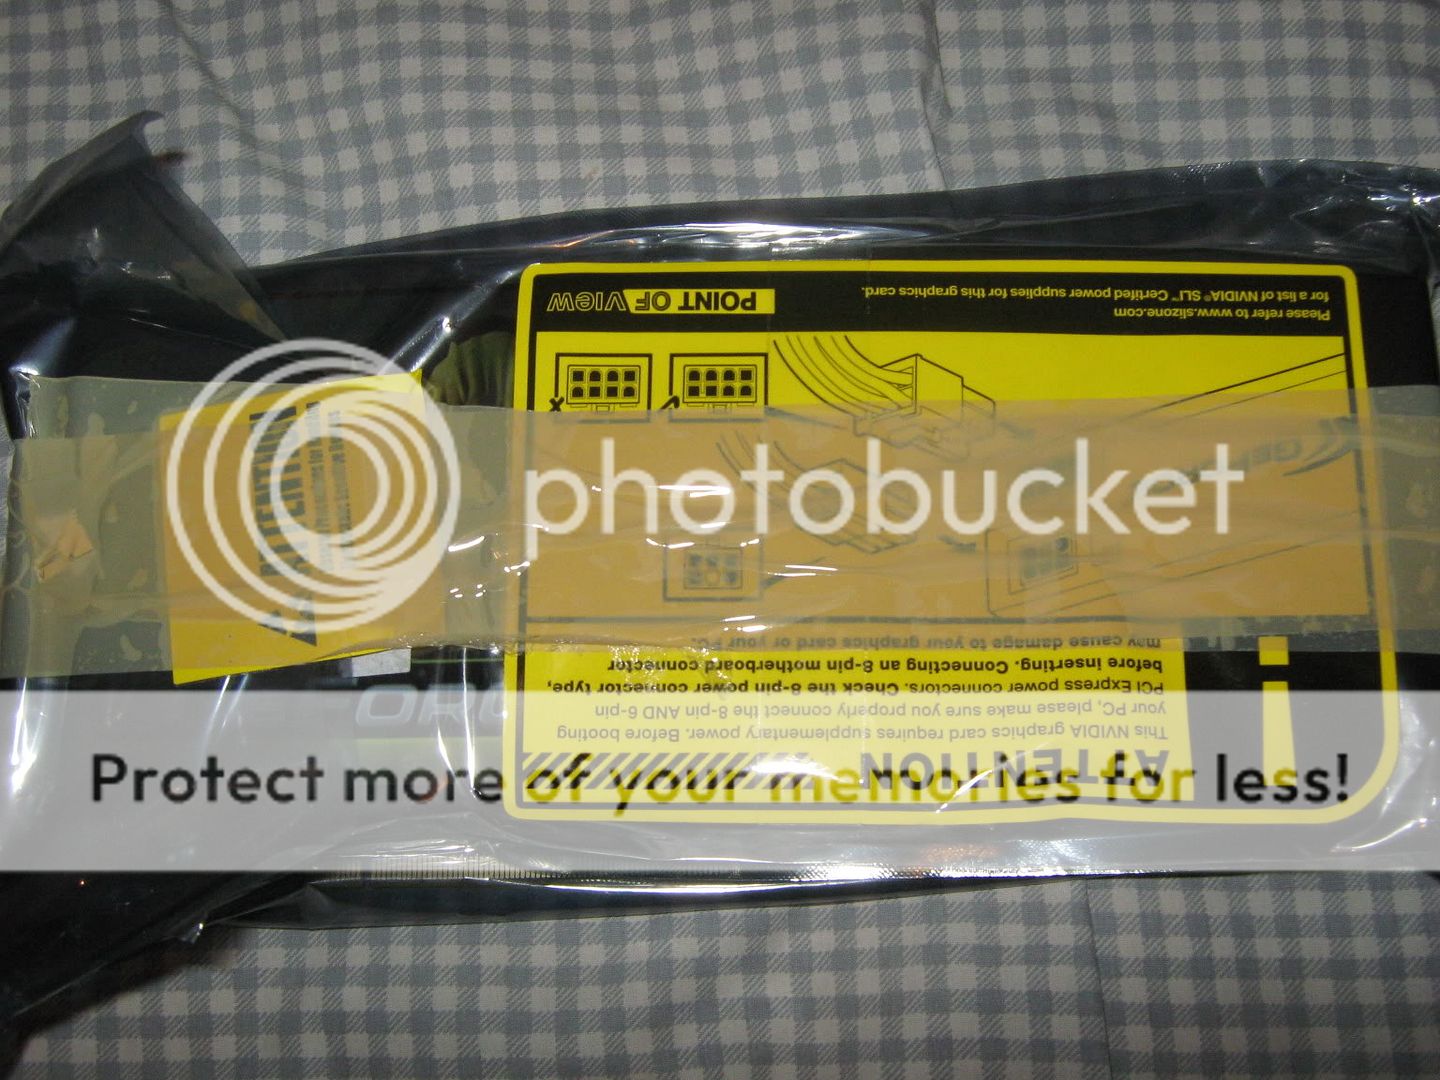 ATTENTION
This NVIDIA graphics card requires supplementary power. Before booting
your PC, please make sure you properly connect the 8-pin AND 6-pin
PCI Express power connectors. Check the 8-pin power connector type,
before inserting. Connecting an 8-pin motherboard connector
may cause damage to your graphics card or your PC.
Please refer to www.slizone.com
for a list of NVIDIA® SLI™ Certified power supplies for this graphics card.
POINT OF View
ATTENTION
photobucket
Protect more of your memories for less!